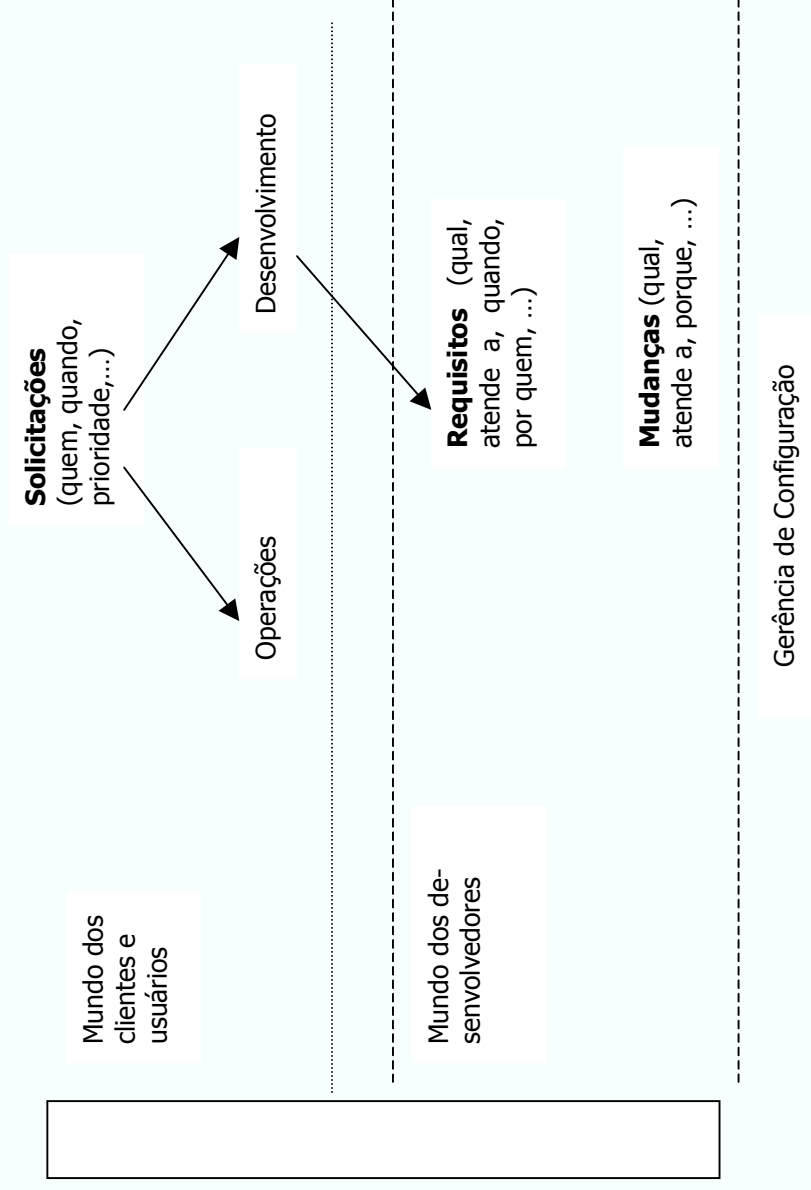 Solicitações
(quem, quando,
prioridade,...)
Mundo dos
clientes e
usuários
Operações
Desenvolvimento
Mundo dos de-
senvolvedores
Requisitos (qual,
atende a, quando,
por quem, ...)
Mudanças (qual,
atende a, porque, ...)
Gerência de Configuração